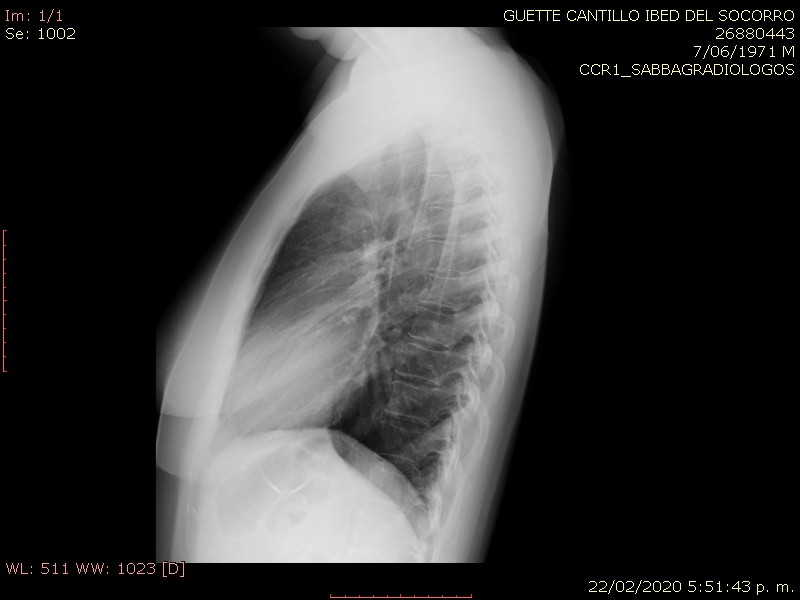 Im: 1/1
Se: 1002
GUETTE CANTILLO IBED DEL SOCORRO
26880443
7/06/1971 M
CCR1_SABBAGRADIOLOGOS
WL: 511 WW: 1023 [D]
22/02/2020 5:51:43 p. m.